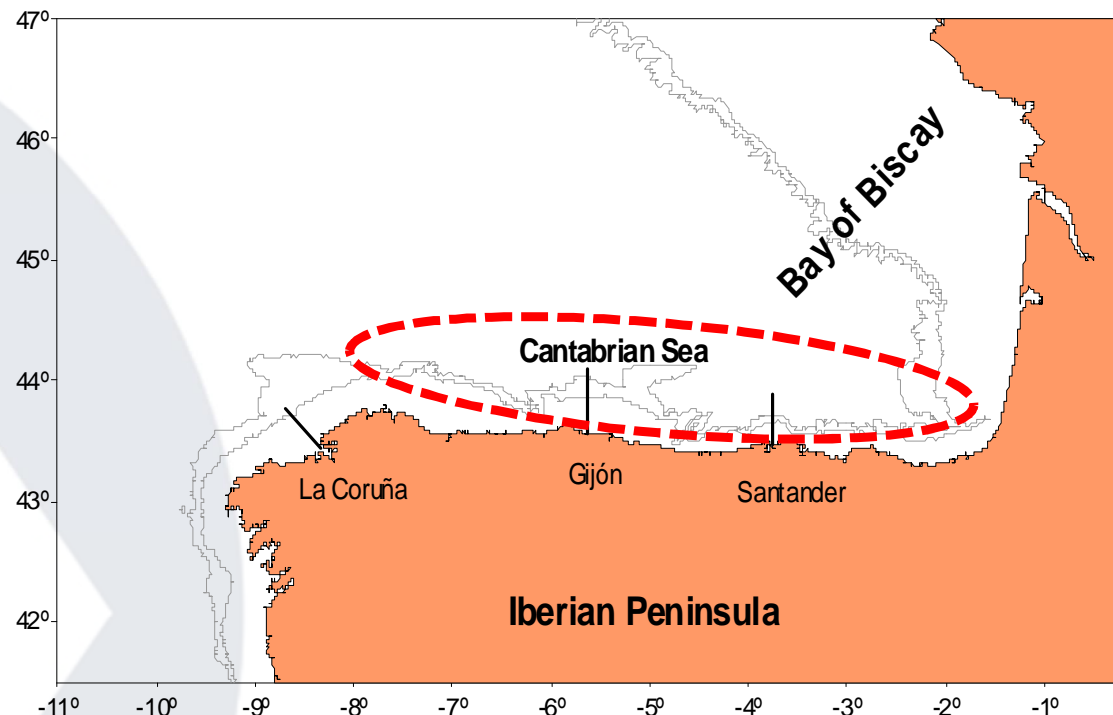 47º
46º
Bay of Biscay
45º
Cantabrian Sea
44º
La Coruña
Gijón
Santander
43º
Iberian Peninsula
42º
-11º -10º -9º -8º -7º -6º -5º -4º -3º -2º -1º